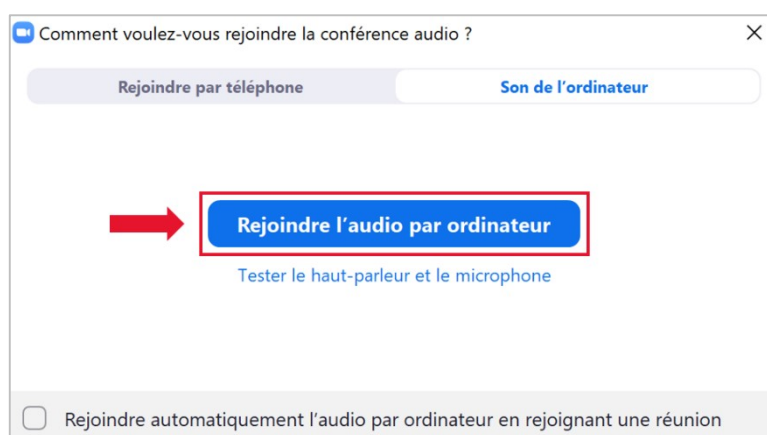 Comment voulez-vous rejoindre la conférence audio ?
Rejoindre par téléphone
Son de l'ordinateur
Rejoindre l'audio par ordinateur
Tester le haut-parleur et le microphone
Rejoindre automatiquement l'audio par ordinateur en rejoignant une réunion